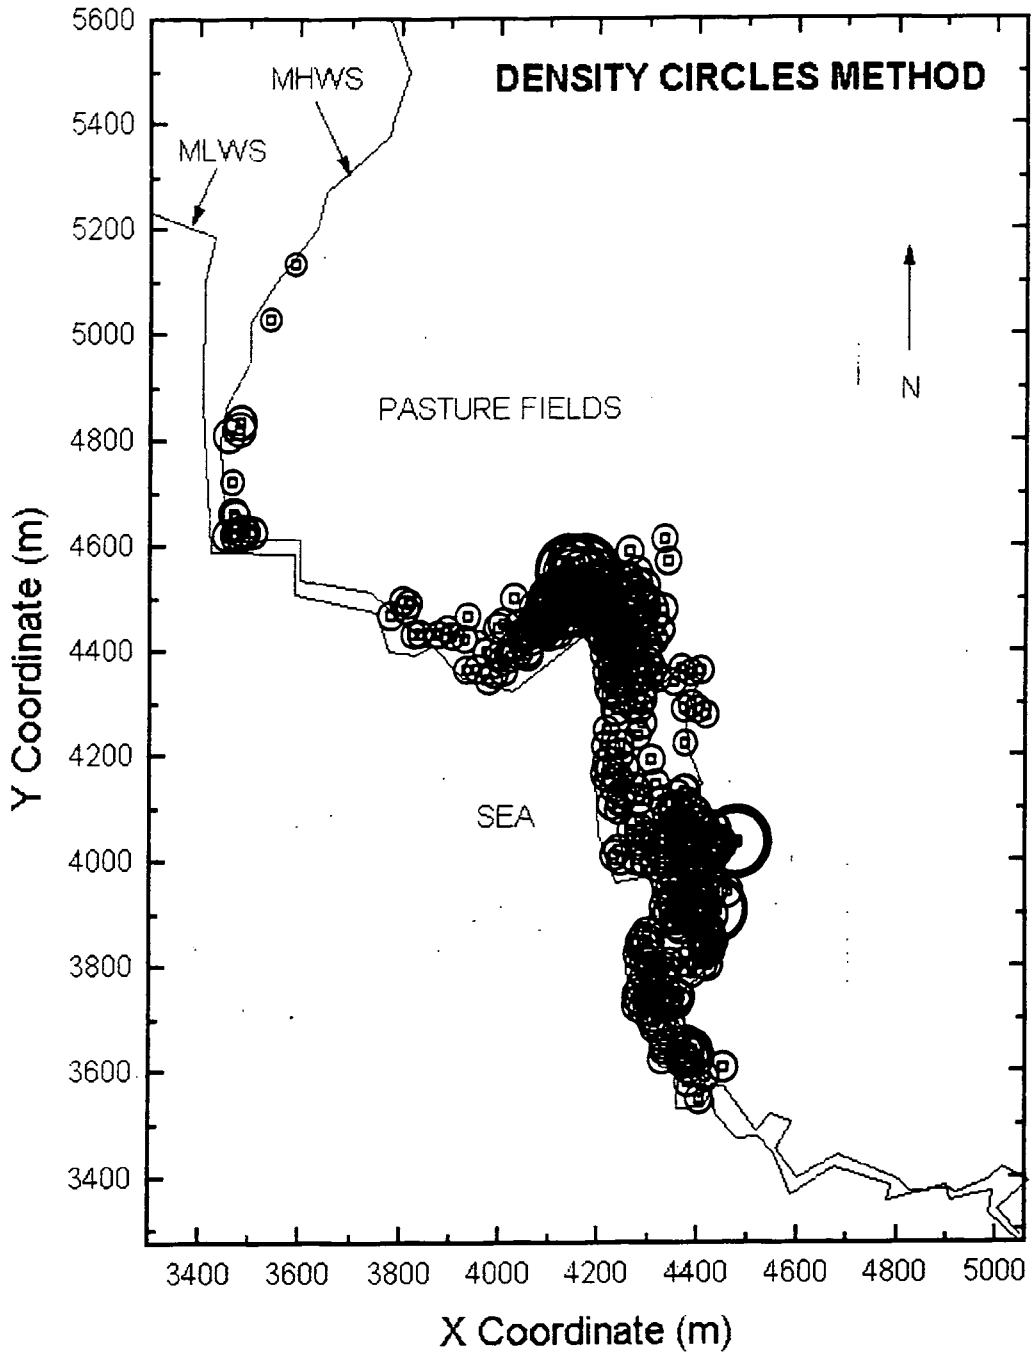 DENSITY CIRCLES METHOD
MHWS
MLWS
N
PASTURE FIELDS
SEA
5600
5400
5200
5000
4800
4600
4400
4200
4000
3800
3600
3400
Y Coordinate (m)
3400 3600 3800 4000 4200 4400 4600 4800 5000
X Coordinate (m)